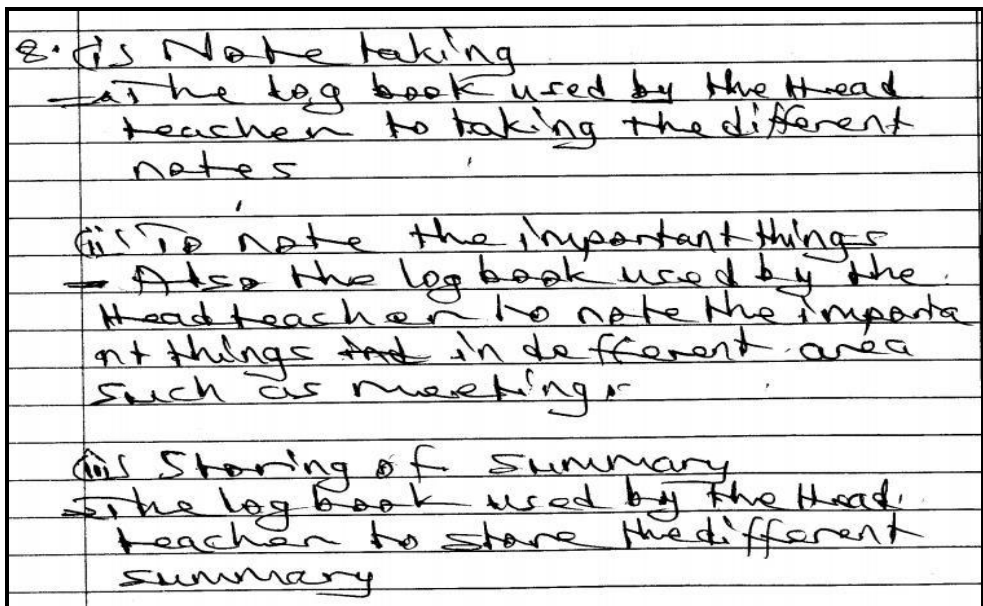 8. (i) Note taking
- The log book used by the Head
teacher to taking the different
notes
(ii) To note the important things
- Also the log book used by the
Head teacher to note the importa
nt things in defferent area
such as meeting.
(iii) Storing of summary
- The log book used by the Head
teacher to store the different
summary